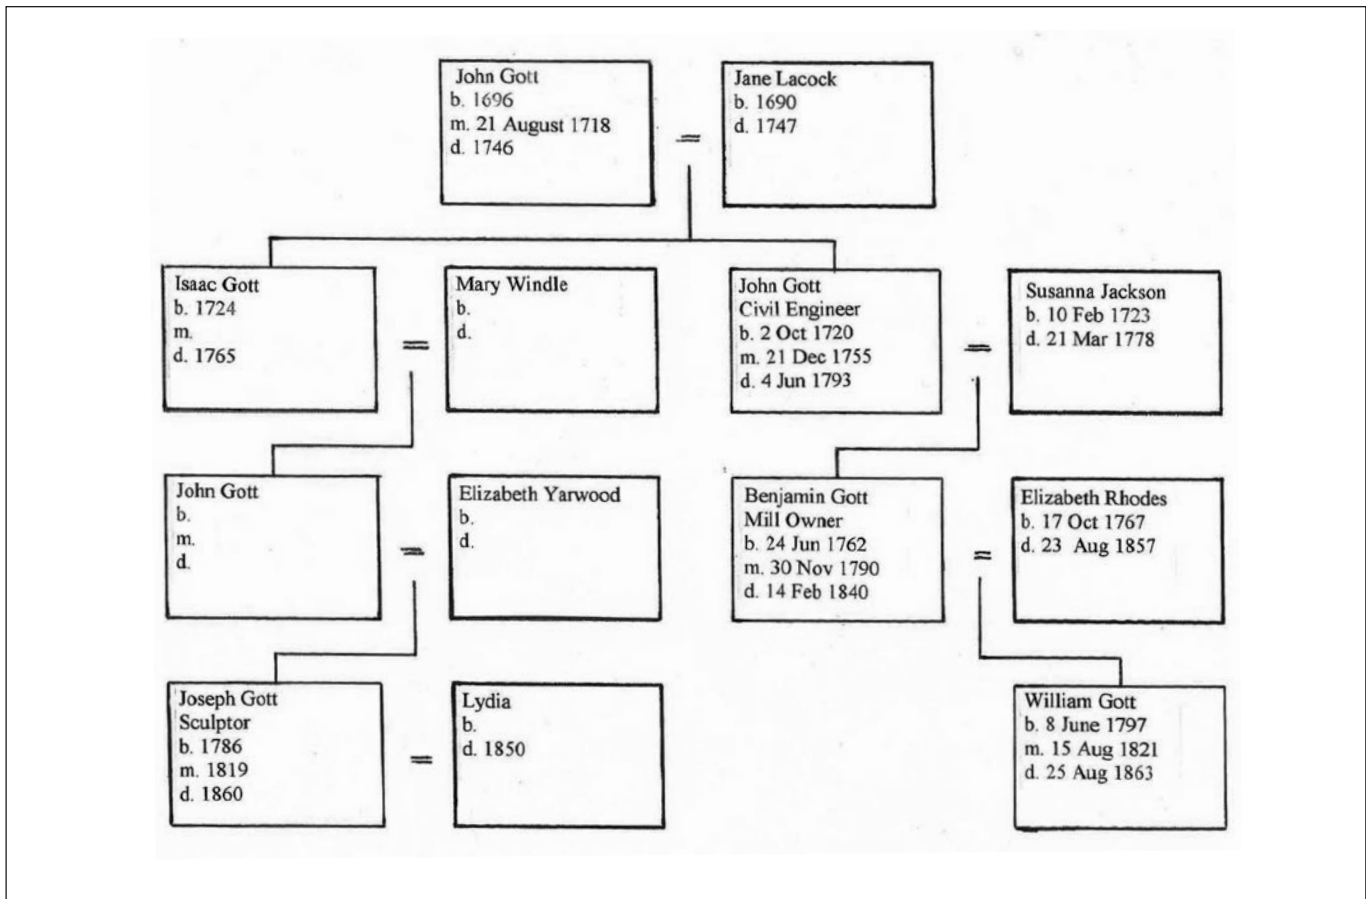 John Gott
b. 1696
m. 21 August 1718
d. 1746
=
Jane Lacock
b. 1690
d. 1747
Isaac Gott
b. 1724
m.
d. 1765
=
Mary Windle
b.
d.
John Gott
Civil Engineer
b. 2 Oct 1720
m. 21 Dec 1755
d. 4 Jun 1793
=
Susanna Jackson
b. 10 Feb 1723
d. 21 Mar 1778
John Gott
b.
m.
d.
=
Elizabeth Yarwood
b.
d.
Benjamin Gott
Mill Owner
b. 24 Jun 1762
m. 30 Nov 1790
d. 14 Feb 1840
=
Elizabeth Rhodes
b. 17 Oct 1767
d. 23 Aug 1857
Joseph Gott
Sculptor
b. 1786
m. 1819
d. 1860
=
Lydia
b.
d. 1850
William Gott
b. 8 June 1797
m. 15 Aug 1821
d. 25 Aug 1863